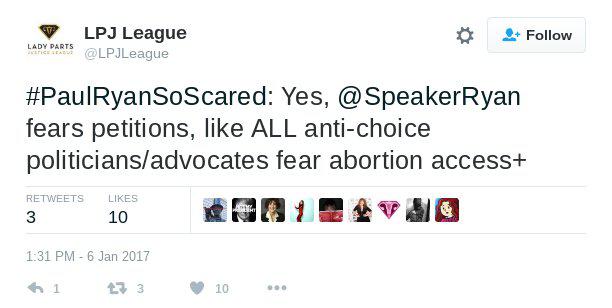 LPJ League
LADY PARTS
JUSTICE LEAGUE
@LPJLeague
Follow
#PaulRyanSoScared: Yes, @SpeakerRyan
fears petitions, like ALL anti-choice
politicians/advocates fear abortion access+
RETWEETS LIKES
3 10
1:31 PM - 6 Jan 2017
1 3 10